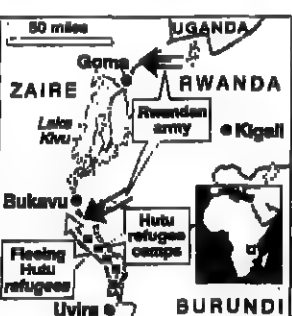 50 miles
UGANDA
Goma
ZAIRE
RWANDA
Rwandan
army
Lake
Kivu
Kigali
Bukavu
Hutu
refugee
camps
Fleeing
Hutu
refugees
Uvira
BURUNDI